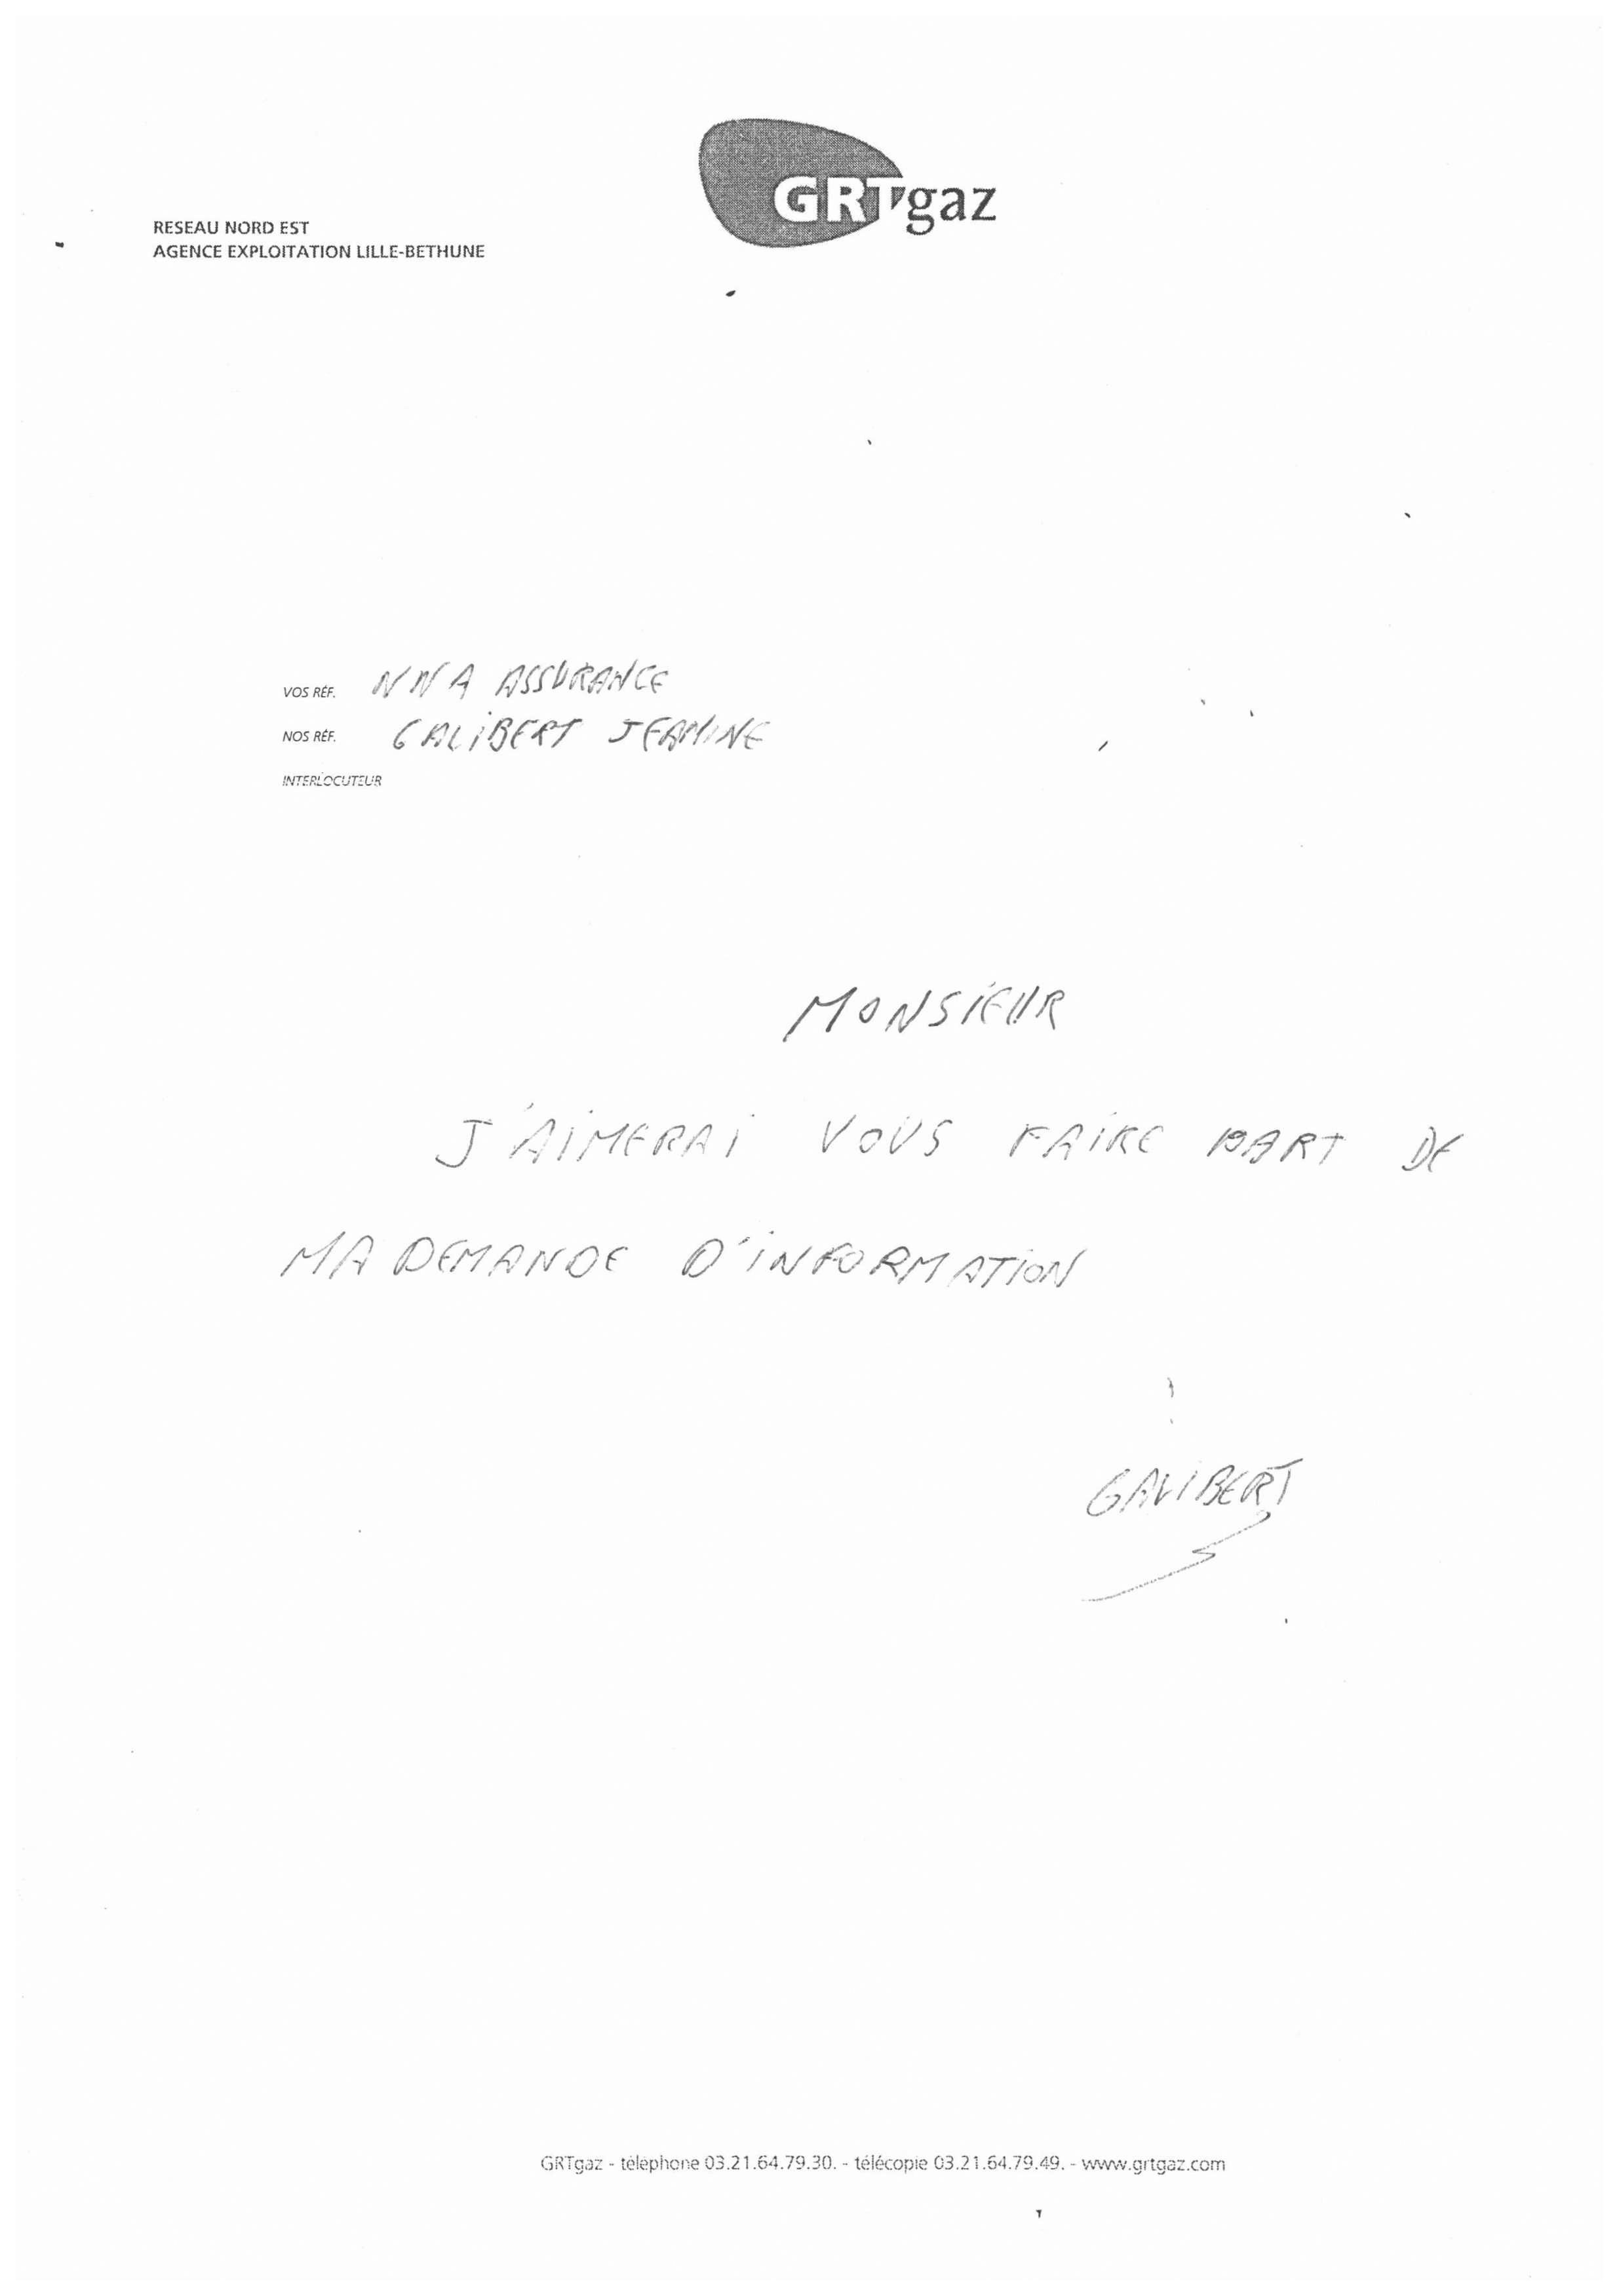 GRTgaz
RESEAU NORD EST
AGENCE EXPLOITATION LILLE-BETHUNE
VOS RÉF. NNA ASSURANCE
NOS RÉF. GALIBERT JEANINE
INTERLOCUTEUR
MONSIEUR
J'AIMERAI VOUS FAIRE PART DE
MA DEMANDE D'INFORMATION
GALIBERT
GRTgaz - téléphone 03.21.64.79.30. - télécopie 03.21.64.79.49. - www.grtgaz.com